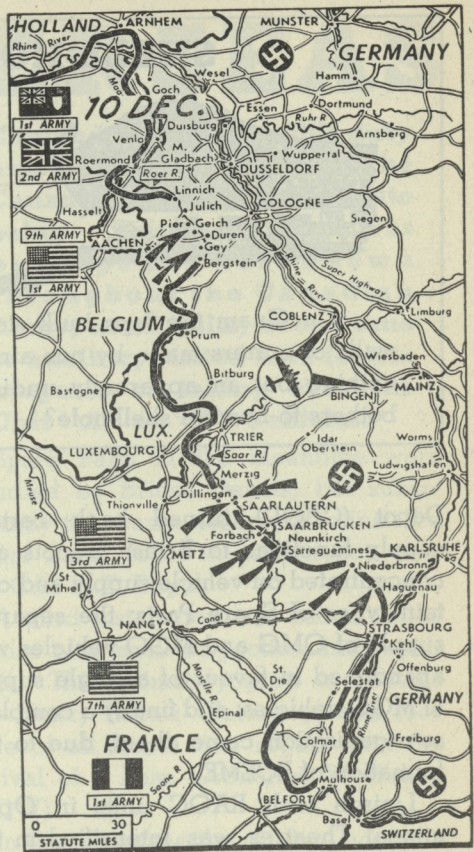 HOLLAND
ARNHEM
MUNSTER
Rhine River
GERMANY
Wesel
Hamm
Goch
10 DEC.
Essen
Dortmund
1st ARMY
Duisburg
Ruhr R
Arnsberg
Venlo
M. Gladbach
Wuppertal
2nd ARMY
Roermond
Roer R.
DUSSELDORF
Linnich
Hasselt
Julich
COLOGNE
Siegen
9th ARMY
Pier
Geich
Duren
AACHEN
Gey
Bergstein
1st ARMY
Rhine River
Super Highway
BELGIUM
COBLENZ
Limburg
Prum
Wiesbaden
Bitburg
BINGEN
MAINZ
Bastogne
LUX.
TRIER
Idar
Oberstein
Worms
LUXEMBOURG
Saar R.
Ludwigshafen
Meuse R
Merzig
Dillingen
Thionville
SAARLAUTERN
SAARBRUCKEN
Neunkirch
3rd ARMY
Forbach
METZ
Sarreguemines
KARLSRUHE
Niederbronn
St
Mihiel
Haguenau
NANCY
Canal
STRASBOURG
Kehl
Moselle R
St.
Die
Offenburg
7th ARMY
Selestat
GERMANY
Epinal
Rhine River
FRANCE
Colmar
Freiburg
Saone R
Mulhouse
1st ARMY
BELFORT
Basel
SWITZERLAND
0 30
STATUTE MILES